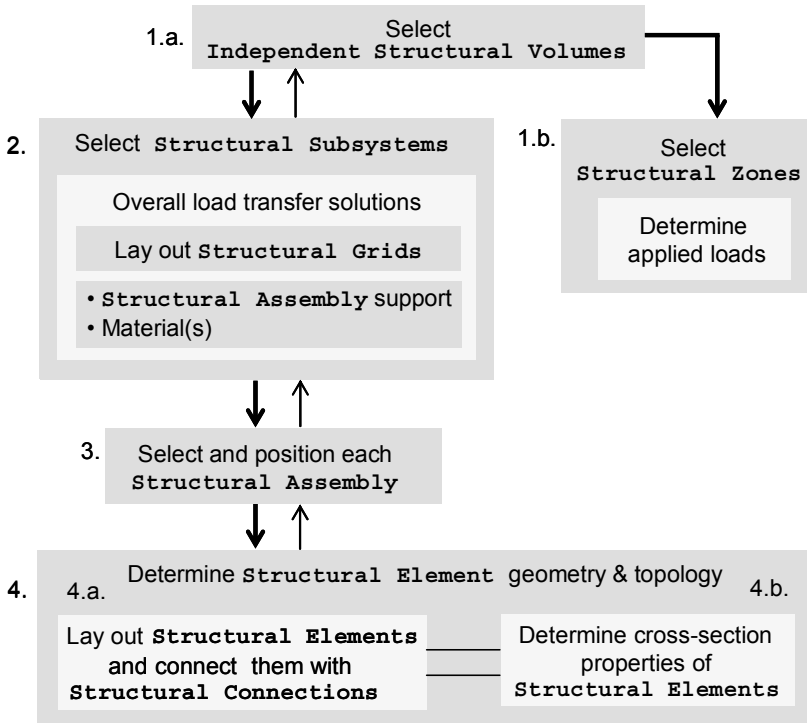 1.a.
Select
Independent Structural Volumes
2.
Select Structural Subsystems
Overall load transfer solutions
Lay out Structural Grids
• Structural Assembly support
• Material(s)
1.b.
Select
Structural Zones
Determine
applied loads
3.
Select and position each
Structural Assembly
4.
Determine Structural Element geometry & topology
4.a.
Lay out Structural Elements
and connect them with
Structural Connections
4.b.
Determine cross-section
properties of
Structural Elements